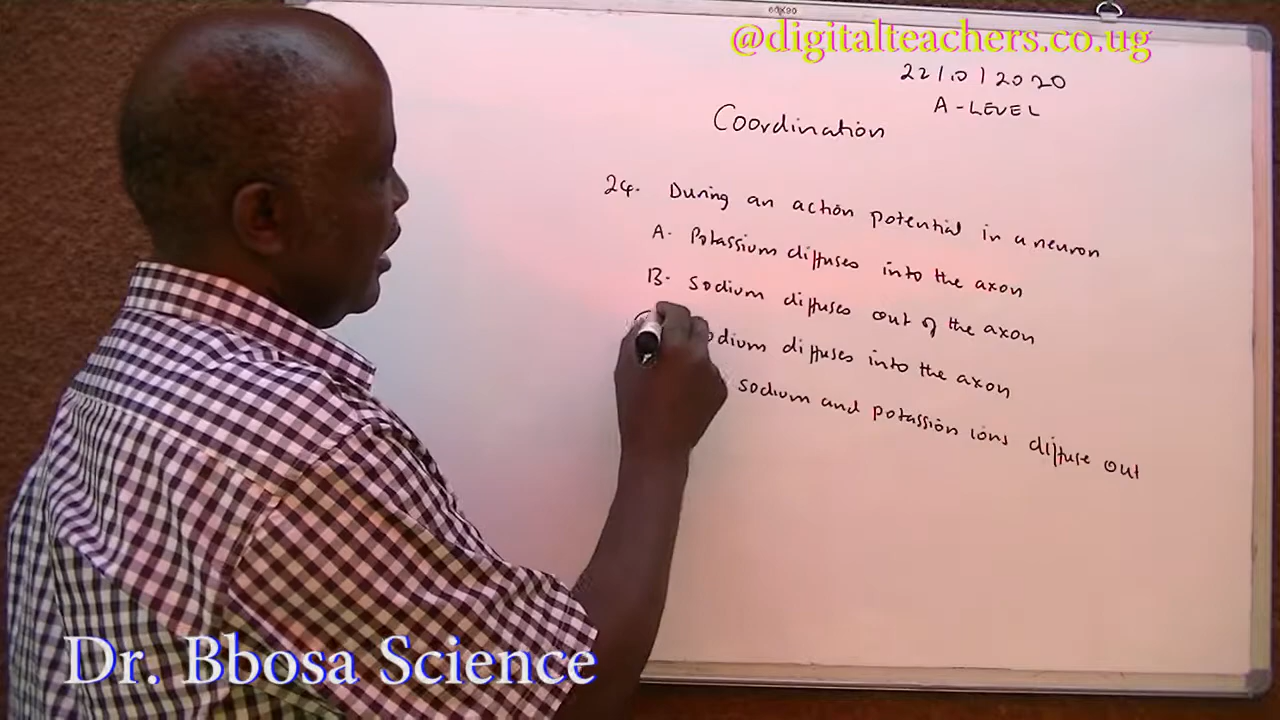 @digitalteachers.co.ug
22/10/2020
A-LEVEL
Coordination
24. During an action potential in a neuron
A. Potassium diffuses into the axon
B. Sodium diffuses out of the axon
odium diffuses into the axon
sodium and potassion ions diffuse out
Dr. Bbosa Science